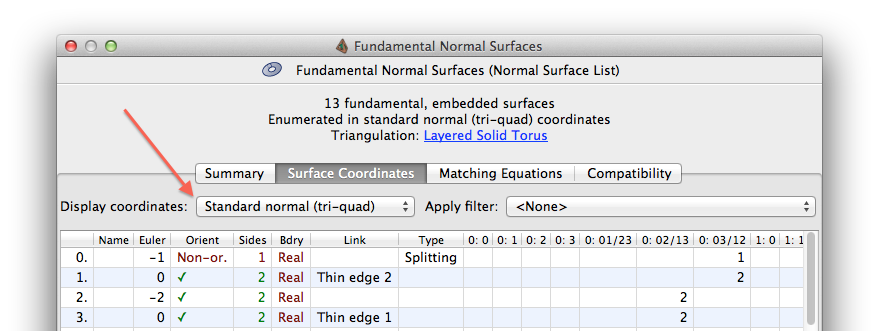 Fundamental Normal Surfaces
Fundamental Normal Surfaces (Normal Surface List)
13 fundamental, embedded surfaces
Enumerated in standard normal (tri-quad) coordinates
Triangulation: Layered Solid Torus
Summary Surface Coordinates Matching Equations Compatibility
Display coordinates: Standard normal (tri-quad) Apply filter: <None>
Name Euler Orient Sides Bdry Link Type 0: 0 0: 1 0: 2 0: 3 0: 01/23 0: 02/13 0: 03/12 1: 0 1: 1
0. −1 Non-or. 1 Real Splitting 1
1. 0 ✓ 2 Real Thin edge 2 2
2. −2 ✓ 2 Real 2
3. 0 ✓ 2 Real Thin edge 1 2